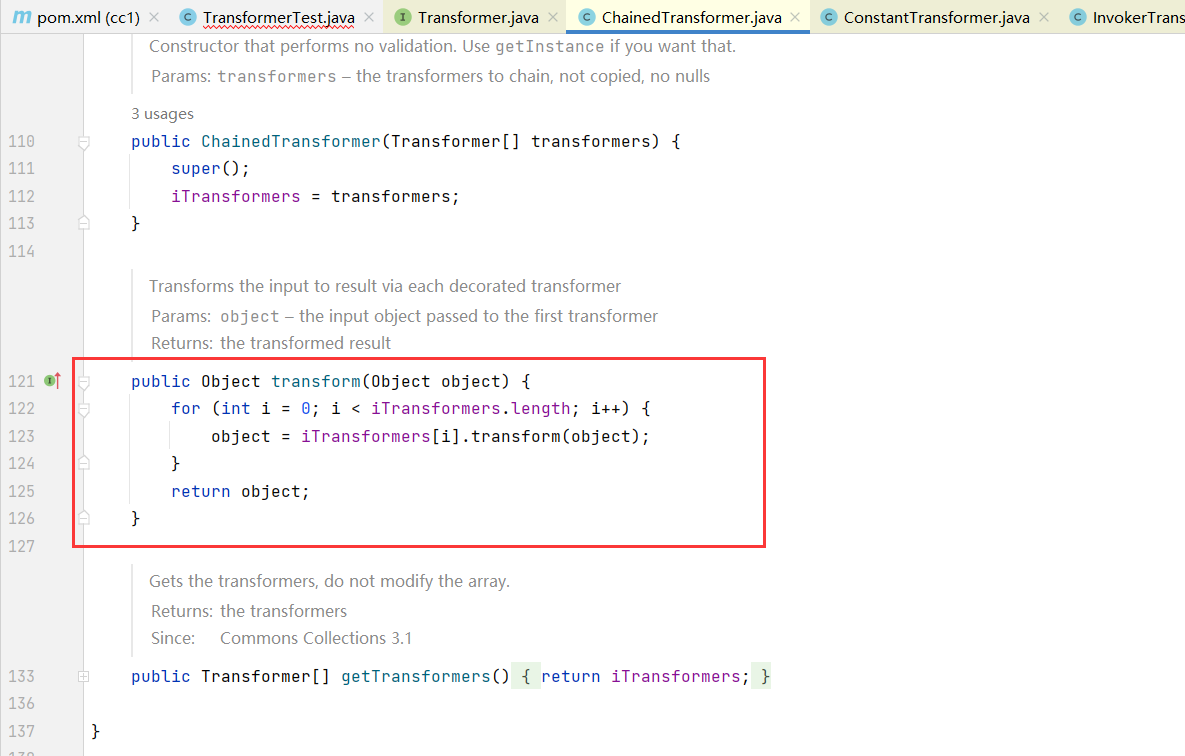 pom.xml (cc1) TransformerTest.java Transformer.java ChainedTransformer.java ConstantTransformer.java InvokerTrans
Constructor that performs no validation. Use getInstance if you want that.
Params: transformers – the transformers to chain, not copied, no nulls
3 usages
110 public ChainedTransformer(Transformer[] transformers) {
111 super();
112 iTransformers = transformers;
113 }
114
Transforms the input to result via each decorated transformer
Params: object – the input object passed to the first transformer
Returns: the transformed result
121 public Object transform(Object object) {
122 for (int i = 0; i < iTransformers.length; i++) {
123 object = iTransformers[i].transform(object);
124 }
125 return object;
126 }
127
Gets the transformers, do not modify the array.
Returns: the transformers
Since: Commons Collections 3.1
133 public Transformer[] getTransformers() { return iTransformers; }
136
137 }
138